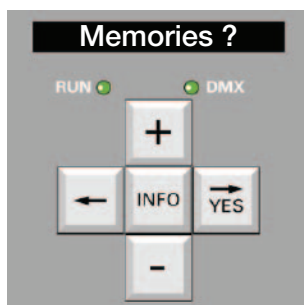 Memories ?
RUN DMX
+
← INFO → YES
-